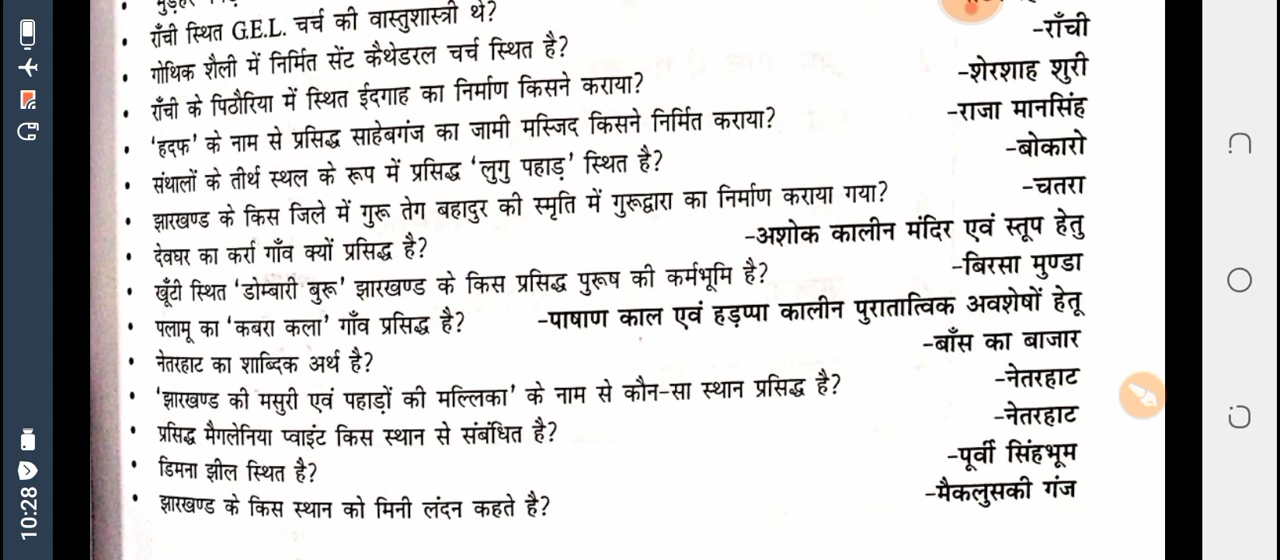 राँची स्थित G.E.L. चर्च की वास्तुशास्त्री थे?
गोथिक शैली में निर्मित सेंट कैथेडरल चर्च स्थित है? -राँची
राँची के पिठौरिया में स्थित ईदगाह का निर्माण किसने कराया? -शेरशाह शुरी
'हदफ' के नाम से प्रसिद्ध साहेबगंज का जामी मस्जिद किसने निर्मित कराया? -राजा मानसिंह
संथालों के तीर्थ स्थल के रूप में प्रसिद्ध 'लुगु पहाड़' स्थित है? -बोकारो
झारखण्ड के किस जिले में गुरू तेग बहादुर की स्मृति में गुरूद्वारा का निर्माण कराया गया? -चतरा
देवघर का कर्रा गाँव क्यों प्रसिद्ध है? -अशोक कालीन मंदिर एवं स्तूप हेतु
खूँटी स्थित 'डोम्बारी बुरू' झारखण्ड के किस प्रसिद्ध पुरूष की कर्मभूमि है? -बिरसा मुण्डा
पलामू का 'कबरा कला' गाँव प्रसिद्ध है? -पाषाण काल एवं हड़प्पा कालीन पुरातात्विक अवशेषों हेतू
नेतरहाट का शाब्दिक अर्थ है? -बाँस का बाजार
'झारखण्ड की मसुरी एवं पहाड़ों की मल्लिका' के नाम से कौन-सा स्थान प्रसिद्ध है? -नेतरहाट
प्रसिद्ध मैगलेनिया प्वाइंट किस स्थान से संबंधित है? -नेतरहाट
डिमना झील स्थित है? -पूर्वी सिंहभूम
झारखण्ड के किस स्थान को मिनी लंदन कहते है? -मैकलुसकी गंज
10:28